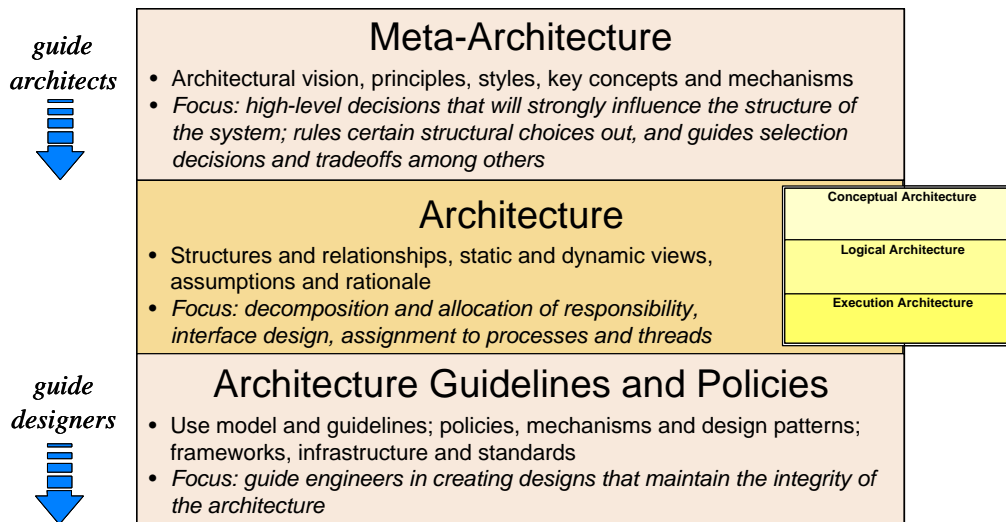 guide
architects
Meta-Architecture
• Architectural vision, principles, styles, key concepts and mechanisms
• Focus: high-level decisions that will strongly influence the structure of
the system; rules certain structural choices out, and guides selection
decisions and tradeoffs among others
Architecture
• Structures and relationships, static and dynamic views,
assumptions and rationale
• Focus: decomposition and allocation of responsibility,
interface design, assignment to processes and threads
Conceptual Architecture
Logical Architecture
Execution Architecture
guide
designers
Architecture Guidelines and Policies
• Use model and guidelines; policies, mechanisms and design patterns;
frameworks, infrastructure and standards
• Focus: guide engineers in creating designs that maintain the integrity of
the architecture